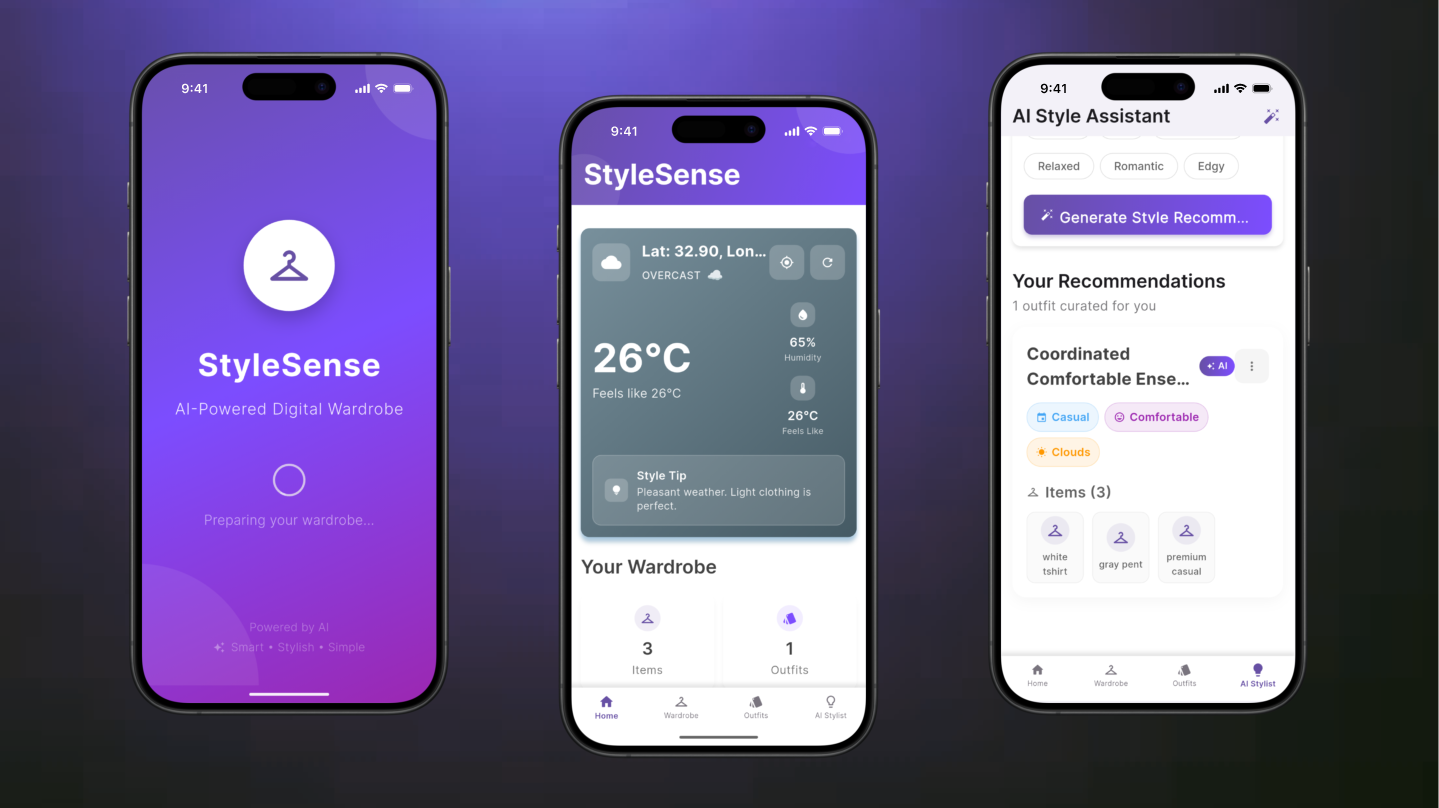 9:41
StyleSense
AI-Powered Digital Wardrobe
Preparing your wardrobe...
Powered by AI
Smart • Stylish • Simple
9:41
StyleSense
Lat: 32.90, Lon...
OVERCAST
26°C
Feels like 26°C
65%
Humidity
26°C
Feels Like
Style Tip
Pleasant weather. Light clothing is
perfect.
Your Wardrobe
3
Items
1
Outfits
Home
Wardrobe
Outfits
AI Stylist
9:41
AI Style Assistant
Relaxed
Romantic
Edgy
Generate Style Recomm...
Your Recommendations
1 outfit curated for you
Coordinated
Comfortable Ense...
AI
Casual
Comfortable
Clouds
Items (3)
white
tshirt
gray pent
premium
casual
Home
Wardrobe
Outfits
AI Stylist